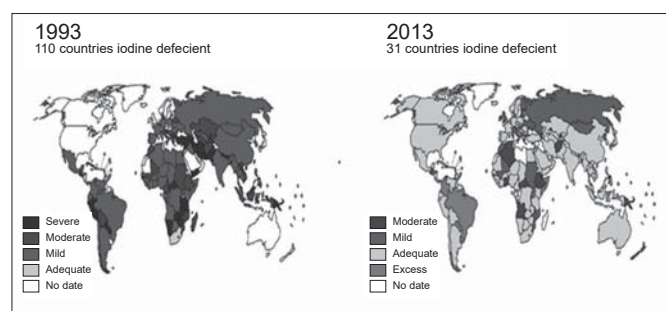 1993
110 countries iodine defecient
Severe
Moderate
Mild
Adequate
No date
2013
31 countries iodine defecient
Moderate
Mild
Adequate
Excess
No date